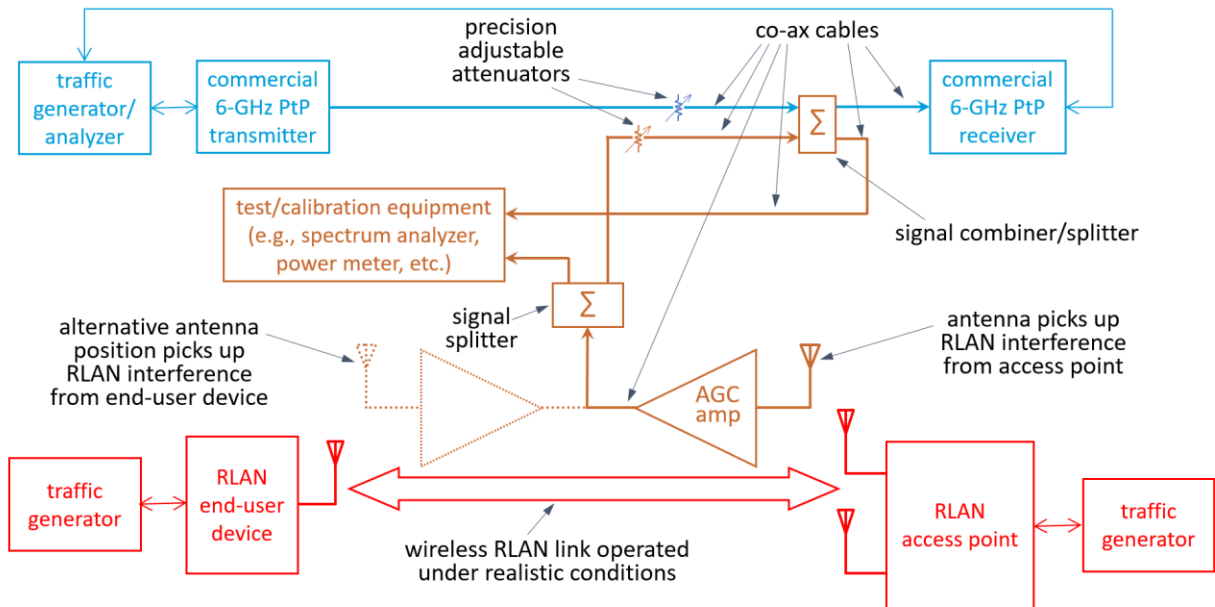 precision
adjustable
attenuators
co-ax cables
traffic
generator/
analyzer
commercial
6-GHz PtP
transmitter
Σ
commercial
6-GHz PtP
receiver
test/calibration equipment
(e.g., spectrum analyzer,
power meter, etc.)
signal combiner/splitter
Σ
signal
splitter
alternative antenna
position picks up
RLAN interference
from end-user device
antenna picks up
RLAN interference
from access point
AGC
amp
traffic
generator
RLAN
end-user
device
wireless RLAN link operated
under realistic conditions
RLAN
access point
traffic
generator